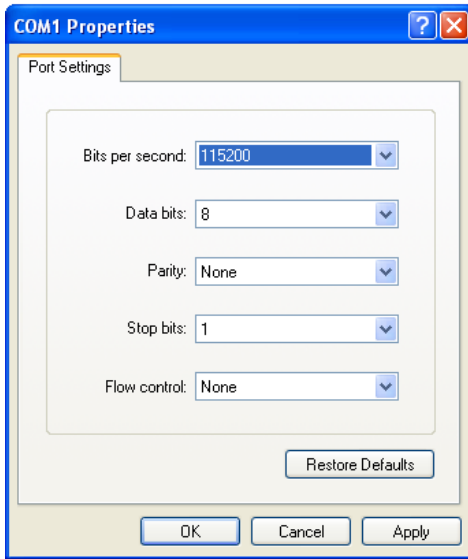 COM1 Properties
Port Settings
Bits per second: 115200
Data bits: 8
Parity: None
Stop bits: 1
Flow control: None
Restore Defaults
OK Cancel Apply